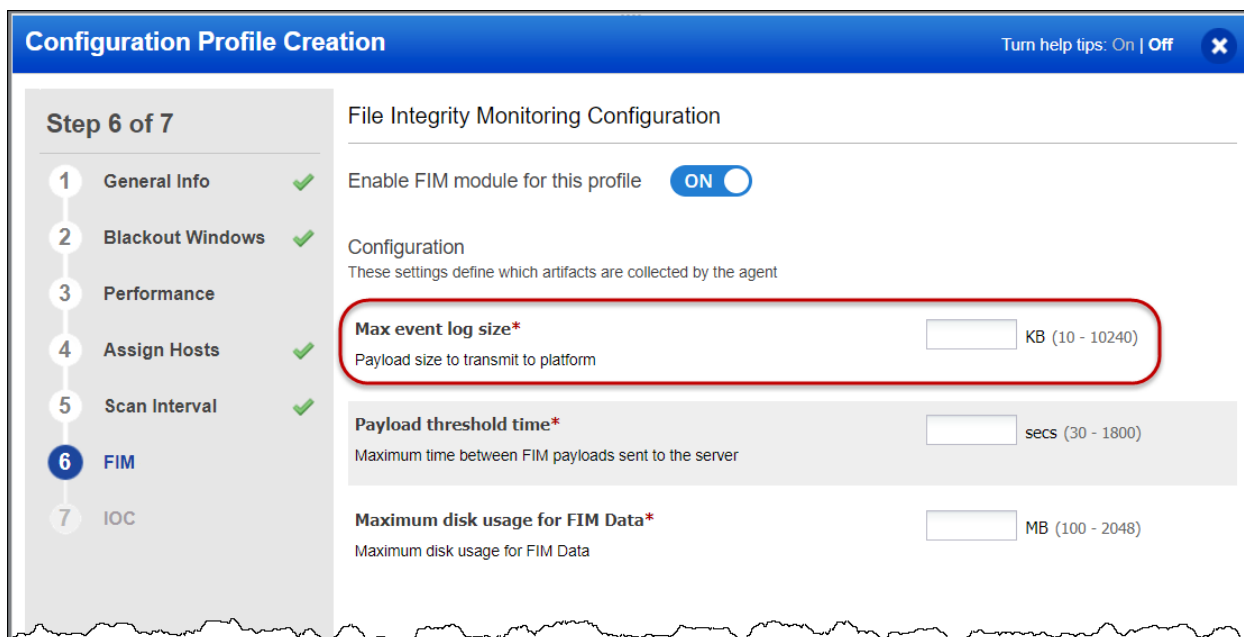 Configuration Profile Creation
Turn help tips: On | Off
Step 6 of 7
1 General Info
2 Blackout Windows
3 Performance
4 Assign Hosts
5 Scan Interval
6 FIM
7 IOC
File Integrity Monitoring Configuration
Enable FIM module for this profile ON
Configuration
These settings define which artifacts are collected by the agent
Max event log size* KB (10 - 10240)
Payload size to transmit to platform
Payload threshold time* secs (30 - 1800)
Maximum time between FIM payloads sent to the server
Maximum disk usage for FIM Data* MB (100 - 2048)
Maximum disk usage for FIM Data